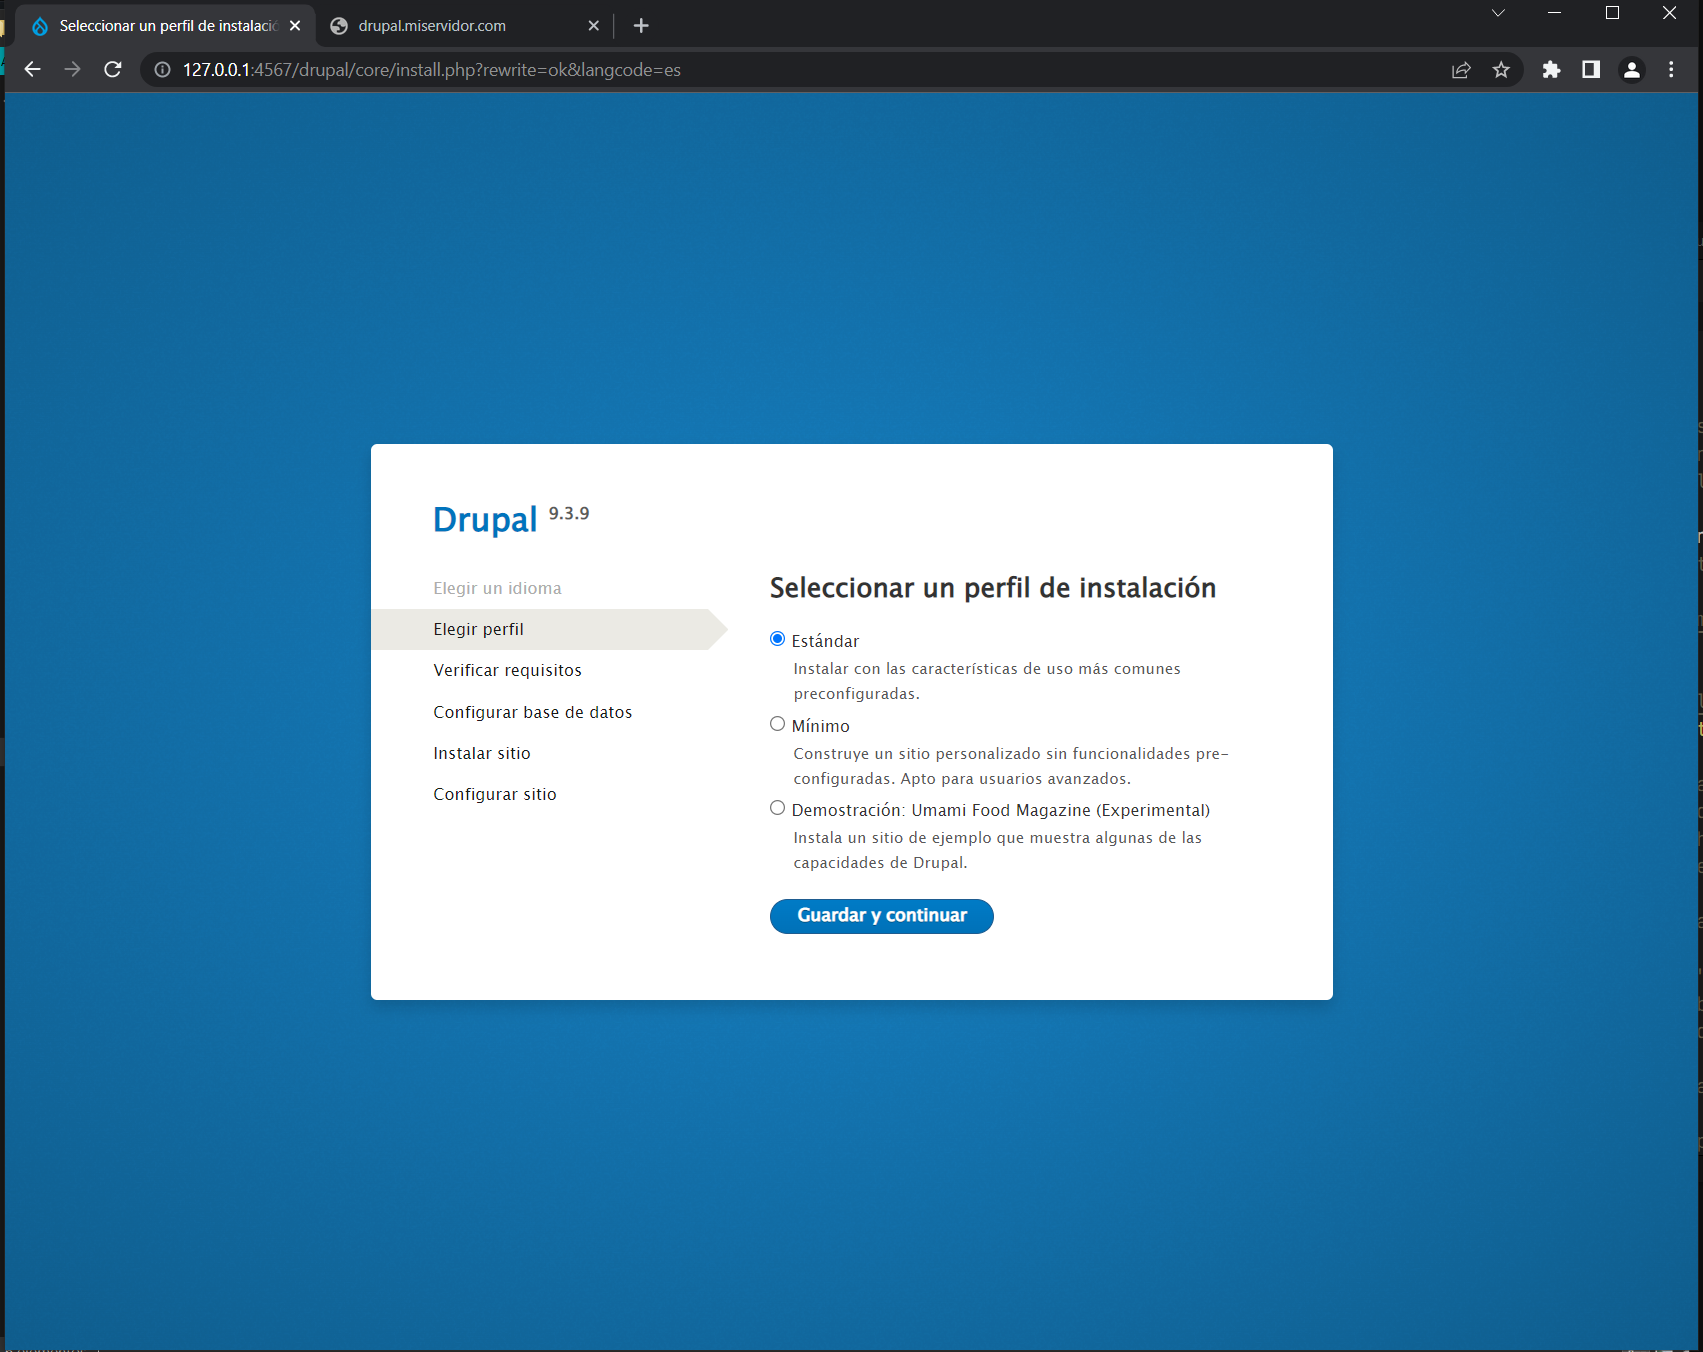 Seleccionar un perfil de instalació
drupal.miservidor.com
127.0.0.1:4567/drupal/core/install.php?rewrite=ok&langcode=es
Drupal 9.3.9
Elegir un idioma
Elegir perfil
Verificar requisitos
Configurar base de datos
Instalar sitio
Configurar sitio
Seleccionar un perfil de instalación
Estándar
Instalar con las características de uso más comunes
preconfiguradas.
Mínimo
Construye un sitio personalizado sin funcionalidades pre-
configuradas. Apto para usuarios avanzados.
Demostración: Umami Food Magazine (Experimental)
Instala un sitio de ejemplo que muestra algunas de las
capacidades de Drupal.
Guardar y continuar